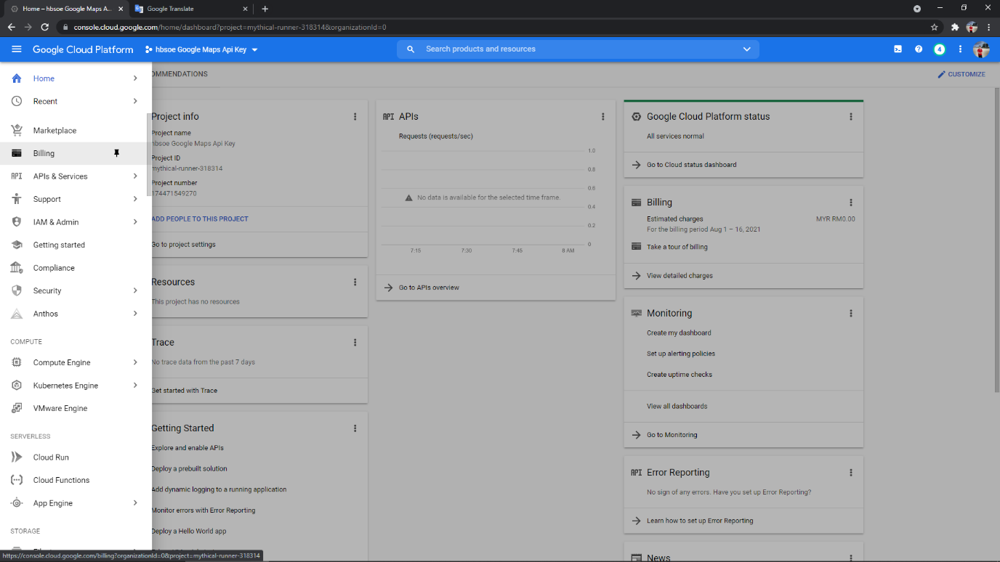 Home – hbsoe Google Maps A
Google Translate
console.cloud.google.com/home/dashboard?project=mythical-runner-318314&organizationId=0
Google Cloud Platform
hbsoe Google Maps Api Key
Search products and resources
4
Home
Recent
Marketplace
Billing
APIs & Services
Support
IAM & Admin
Getting started
Compliance
Security
Anthos
COMPUTE
Compute Engine
Kubernetes Engine
VMware Engine
SERVERLESS
Cloud Run
Cloud Functions
App Engine
STORAGE
https://console.cloud.google.com/billing?organizationId=0&project=mythical-runner-318314
OMMENDATIONS
CUSTOMIZE
Project info
Project name
hbsoe Google Maps Api Key
Project ID
mythical-runner-318314
Project number
174471549270
ADD PEOPLE TO THIS PROJECT
Go to project settings
Resources
This project has no resources
Trace
No trace data from the past 7 days
Get started with Trace
Getting Started
Explore and enable APIs
Deploy a prebuilt solution
Add dynamic logging to a running application
Monitor errors with Error Reporting
Deploy a Hello World app
API APIs
Requests (requests/sec)
1.0
0.8
0.6
No data is available for the selected time frame.
0.4
0.2
0
7:15 7:30 7:45 8 AM
Go to APIs overview
Google Cloud Platform status
All services normal
Go to Cloud status dashboard
Billing
Estimated charges MYR RM0.00
For the billing period Aug 1 – 16, 2021
Take a tour of billing
View detailed charges
Monitoring
Create my dashboard
Set up alerting policies
Create uptime checks
View all dashboards
Go to Monitoring
API Error Reporting
No sign of any errors. Have you set up Error Reporting?
Learn how to set up Error Reporting
News